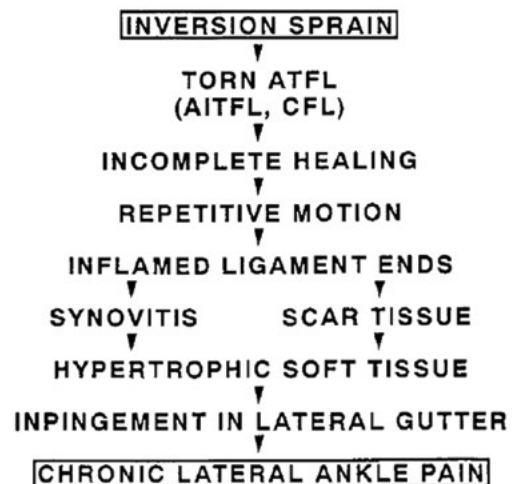 INVERSION SPRAIN
TORN ATFL
(AITFL, CFL)
INCOMPLETE HEALING
REPETITIVE MOTION
INFLAMED LIGAMENT ENDS
SYNOVITIS SCAR TISSUE
HYPERTROPHIC SOFT TISSUE
INPINGEMENT IN LATERAL GUTTER
CHRONIC LATERAL ANKLE PAIN